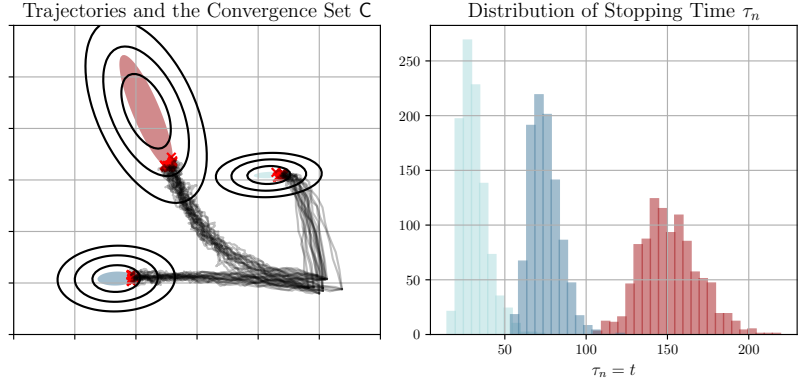 Trajectories and the Convergence Set C
Distribution of Stopping Time τₙ
250
200
150
100
50
0
50 100 150 200
τₙ = t